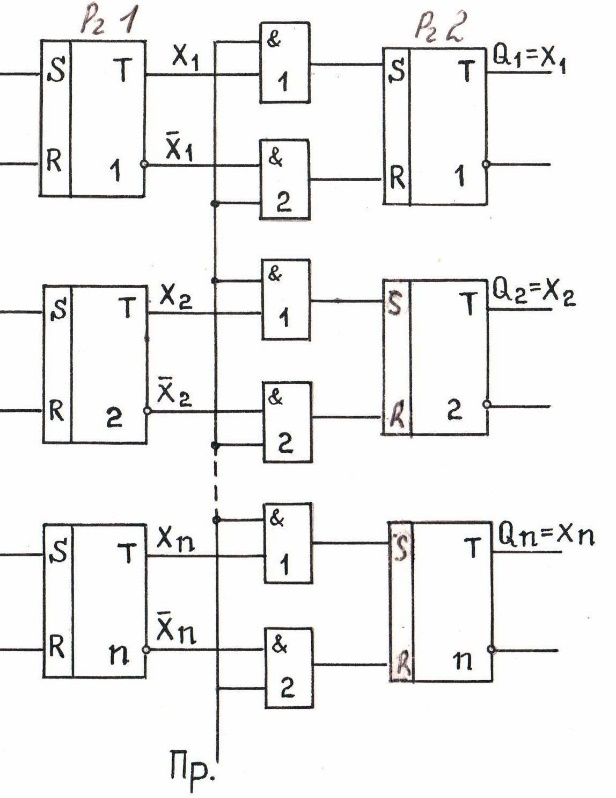 Рг 1 Рг 2
& 
S T X₁ 1 S T Q₁=X₁
R 1 X̄₁ & 2 R 1
S T X₂ & 1 S T Q₂=X₂
R 2 X̄₂ & 2 R 2
S T Xn & 1 S T Qn=Xn
R n X̄n & 2 R n
Пр.